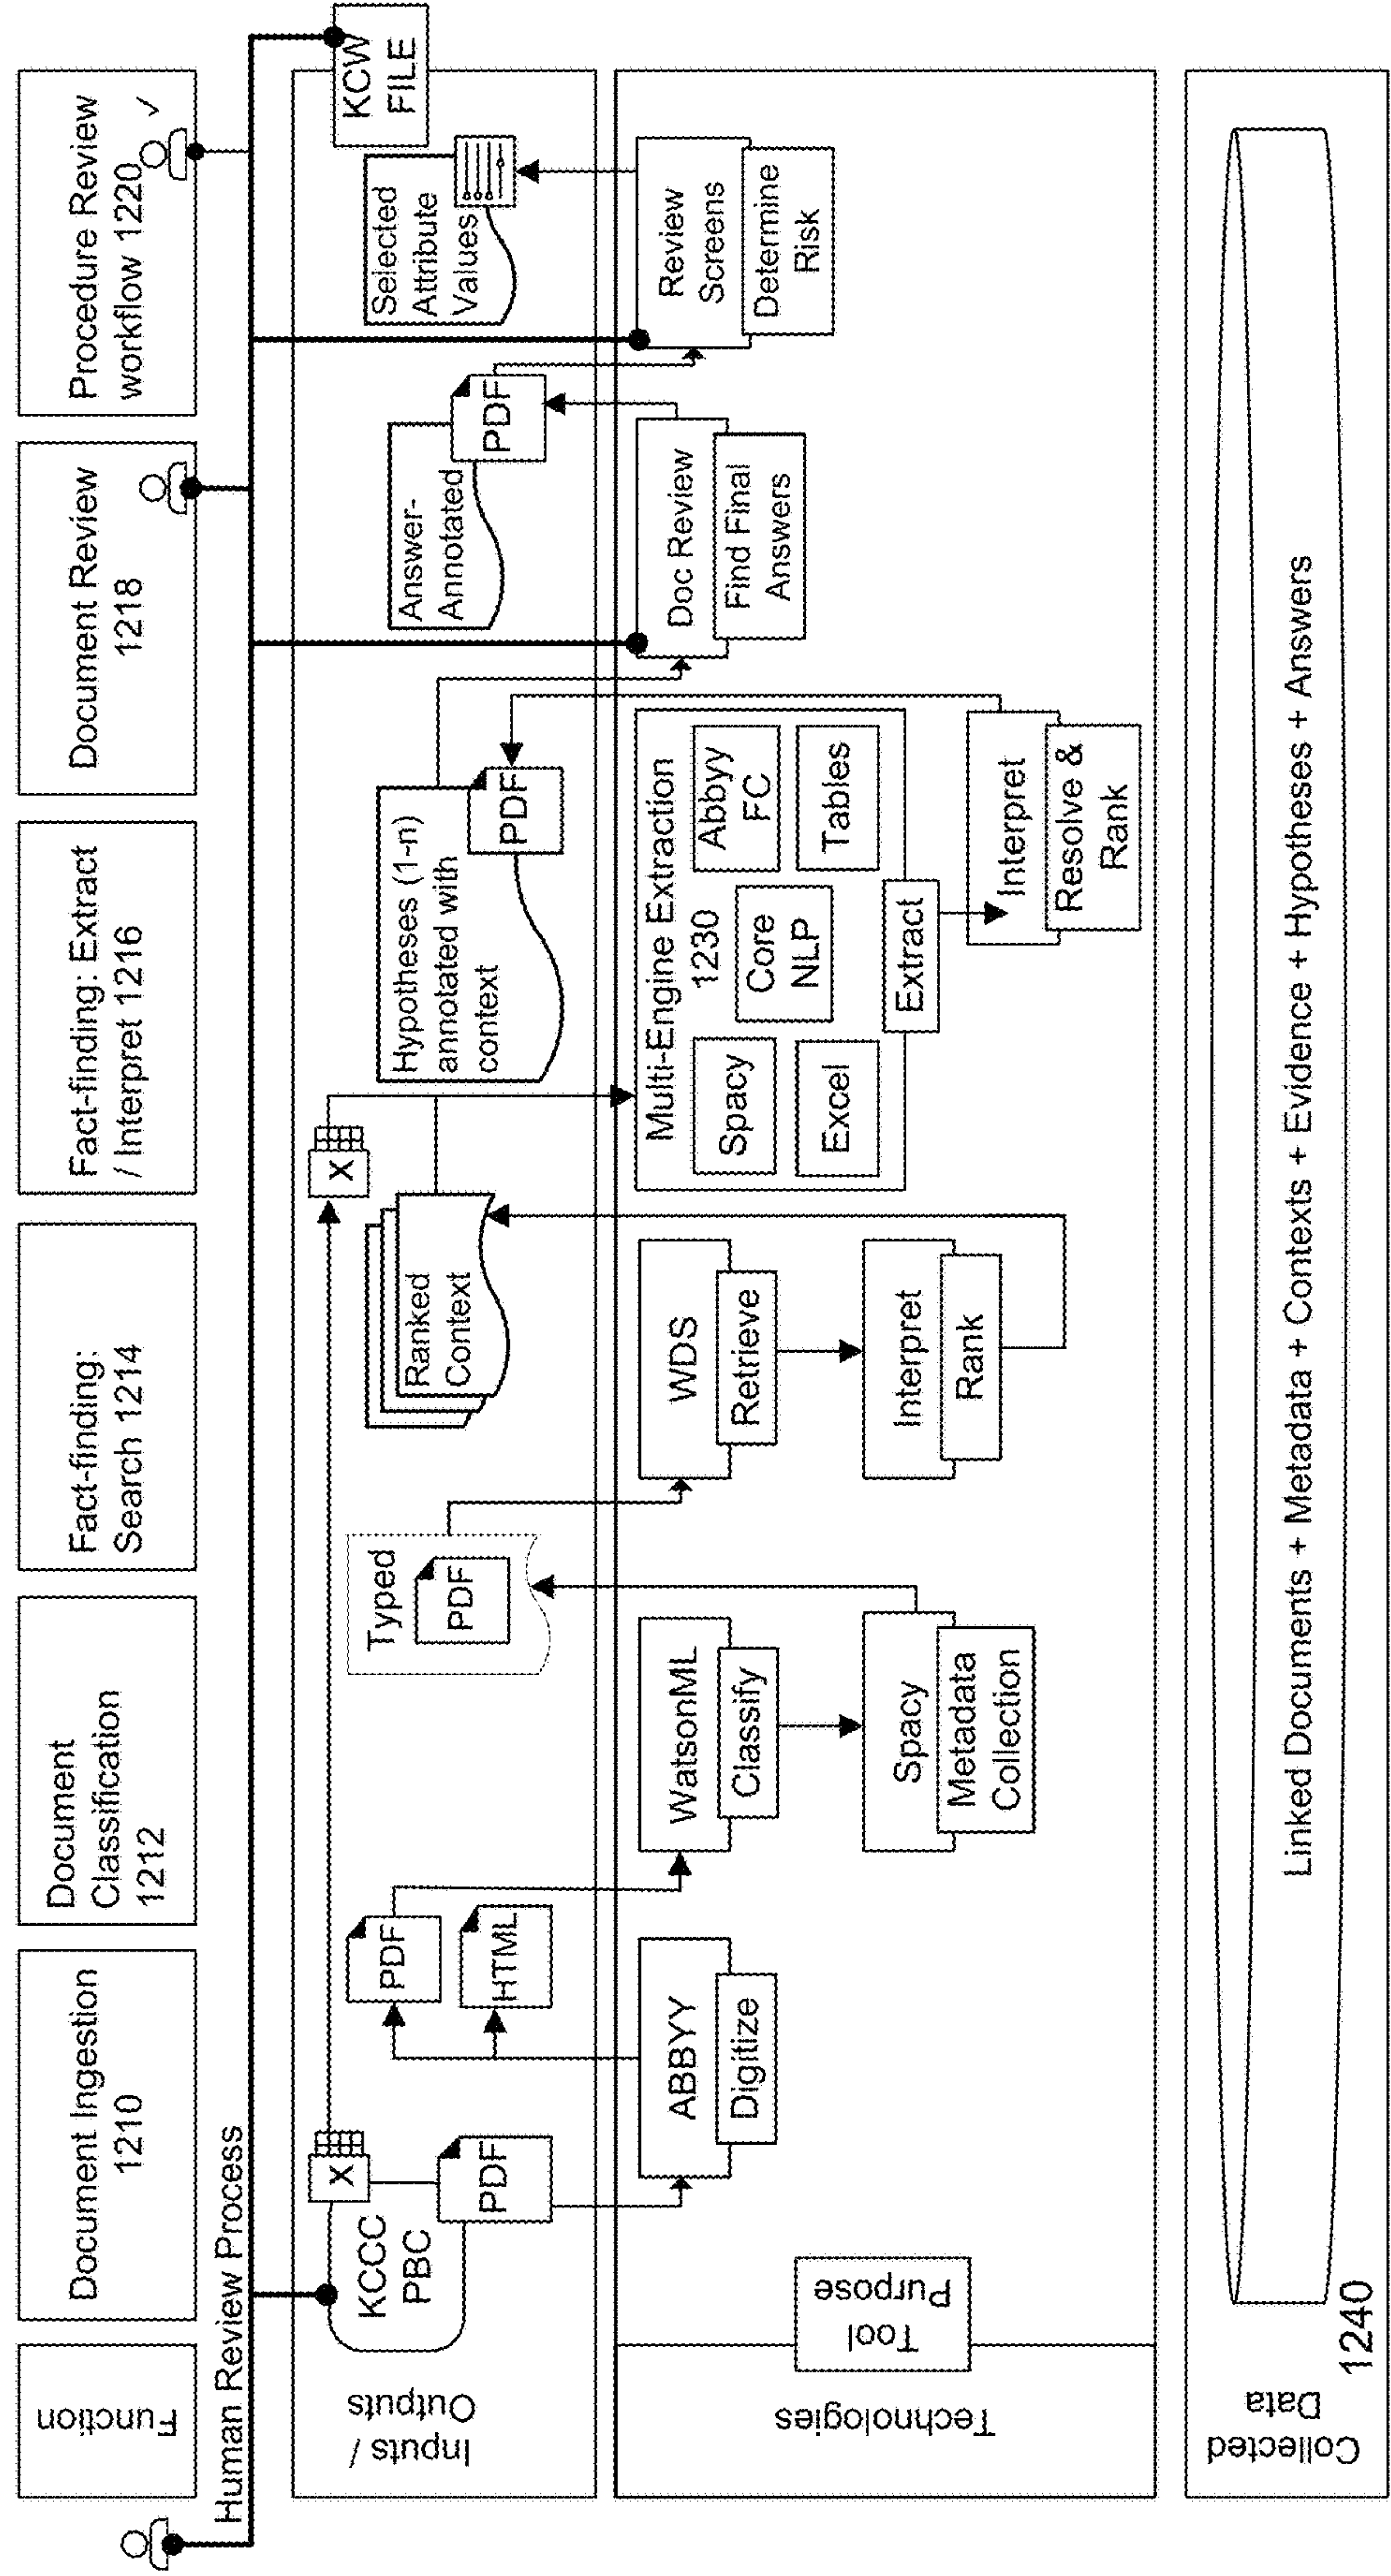 Function
Document Ingestion
1210
Document
Classification
1212
Fact-finding:
Search 1214
Fact-finding: Extract
/ Interpret 1216
Document Review
1218
Procedure Review
workflow 1220
✓
Human Review Process
Inputs /
Outputs
KCCC
PBC
X
PDF
PDF
HTML
Typed
PDF
Ranked
Context
X
Hypotheses (1-n)
annotated with
context
PDF
Answer-
Annotated
PDF
Selected
Attribute
Values
KCW
FILE
Technologies
Tool
Purpose
ABBYY
Digitize
WatsonML
Classify
Spacy
Metadata
Collection
WDS
Retrieve
Interpret
Rank
Multi-Engine Extraction
1230
Spacy
Core
NLP
Abbyy
FC
Excel
Tables
Extract
Interpret
Resolve &
Rank
Doc Review
Find Final
Answers
Review
Screens
Determine
Risk
Collected
Data
1240
Linked Documents + Metadata + Contexts + Evidence + Hypotheses + Answers